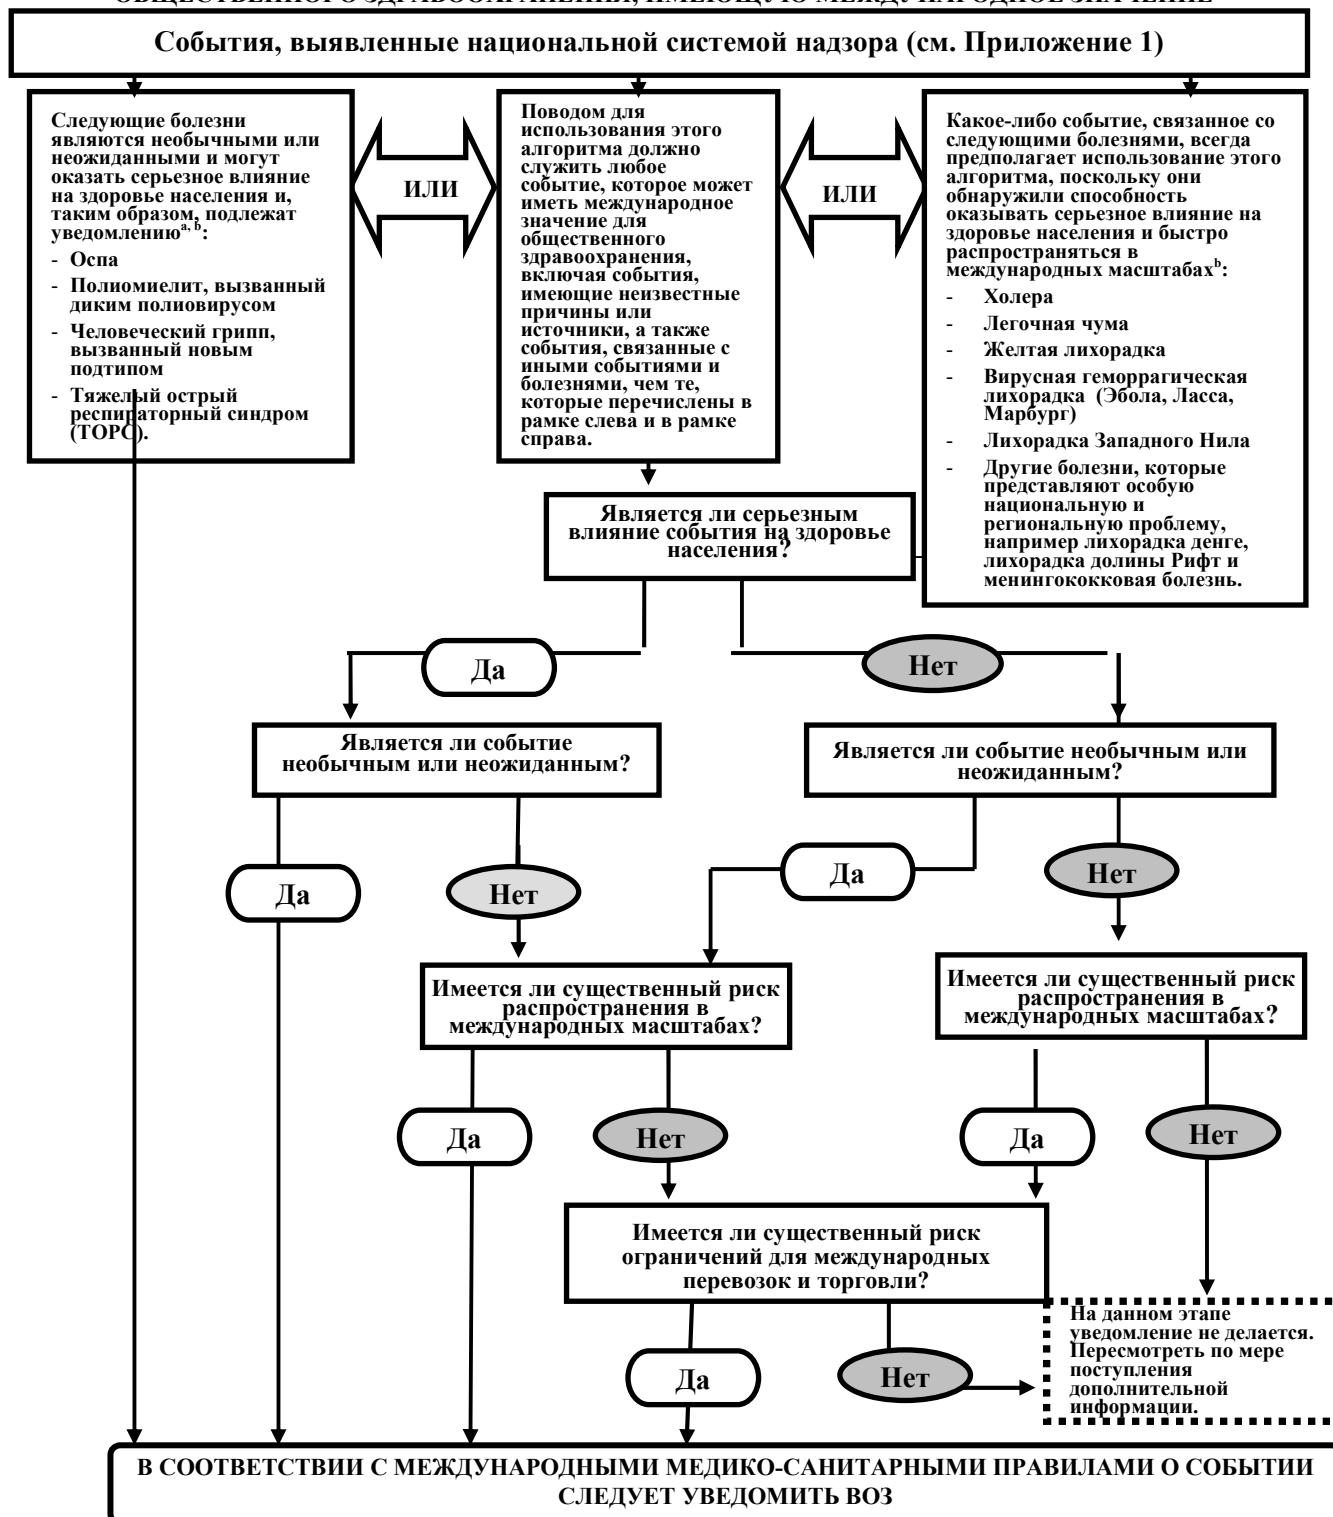 ОБЩЕСТВЕННОГО ЗДРАВООХРАНЕНИЯ, ИМЕЮЩУЮ МЕЖДУНАРОДНОЕ ЗНАЧЕНИЕ
События, выявленные национальной системой надзора (см. Приложение 1)
Следующие болезни
являются необычными или
неожиданными и могут
оказать серьезное влияние
на здоровье населения и,
таким образом, подлежат
уведомлению^a, b:
- Оспа
- Полиомиелит, вызванный
диким полиовирусом
- Человеческий грипп,
вызванный новым
подтипом
- Тяжелый острый
респираторный синдром
(ТОРС).
ИЛИ
Поводом для
использования этого
алгоритма должно
служить любое
событие, которое может
иметь международное
значение для
общественного
здравоохранения,
включая события,
имеющие неизвестные
причины или
источники, а также
события, связанные с
иными событиями и
болезнями, чем те,
которые перечислены в
рамке слева и в рамке
справа.
ИЛИ
Какое-либо событие, связанное со
следующими болезнями, всегда
предполагает использование этого
алгоритма, поскольку они
обнаружили способность
оказывать серьезное влияние на
здоровье населения и быстро
распространяться в
международных масштабах^b:
- Холера
- Легочная чума
- Желтая лихорадка
- Вирусная геморрагическая
лихорадка (Эбола, Ласса,
Марбург)
- Лихорадка Западного Нила
- Другие болезни, которые
представляют особую
национальную и
региональную проблему,
например лихорадка денге,
лихорадка долины Рифт и
менингококковая болезнь.
Является ли серьезным
влияние события на здоровье
населения?
Да
Нет
Является ли событие
необычным или неожиданным?
Является ли событие необычным или
неожиданным?
Да
Нет
Да
Нет
Имеется ли существенный риск
распространения в
международных масштабах?
Имеется ли существенный риск
распространения в
международных масштабах?
Да
Нет
Да
Нет
Имеется ли существенный риск
ограничений для международных
перевозок и торговли?
Да
Нет
На данном этапе
уведомление не делается.
Пересмотреть по мере
поступления
дополнительной
информации.
В СООТВЕТСТВИИ С МЕЖДУНАРОДНЫМИ МЕДИКО-САНИТАРНЫМИ ПРАВИЛАМИ О СОБЫТИИ
СЛЕДУЕТ УВЕДОМИТЬ ВОЗ